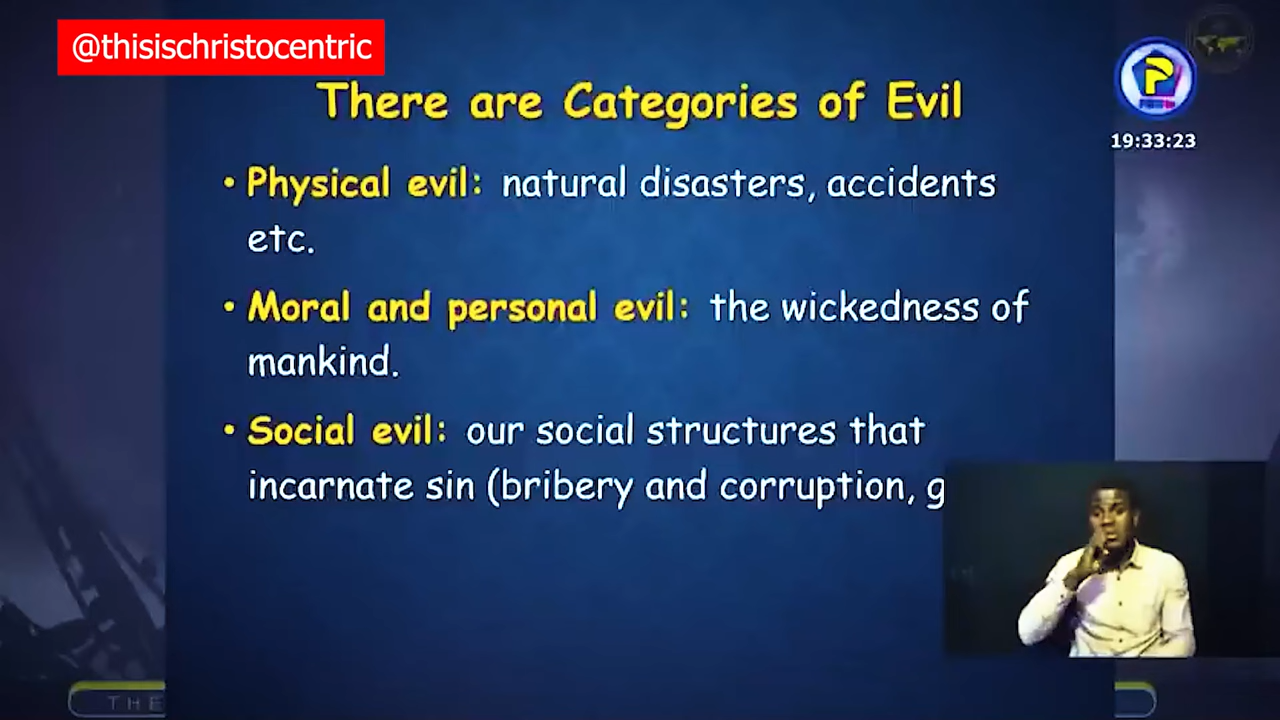 @thisischristocentric
There are Categories of Evil
19:33:23
• Physical evil: natural disasters, accidents
etc.
• Moral and personal evil: the wickedness of
mankind.
• Social evil: our social structures that
incarnate sin (bribery and corruption, g
THE